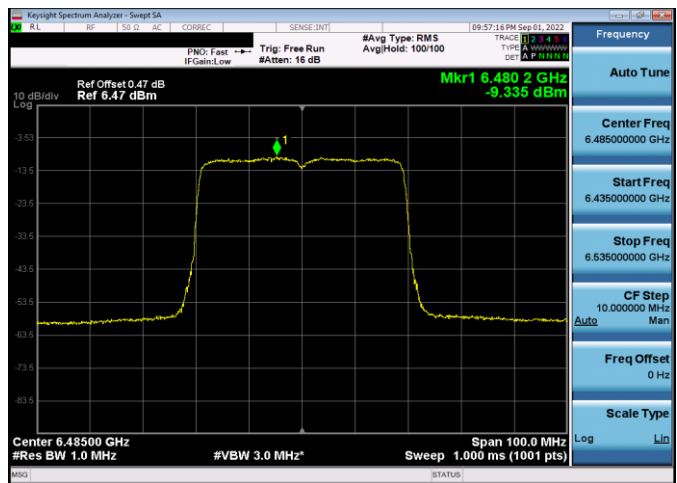 Keysight Spectrum Analyzer - Swept SA
RL RF 50 Ω AC CORREC SENSE:INT 09:57:16 PM Sep 01, 2022
PNO: Fast
IFGain:Low
Trig: Free Run
#Atten: 16 dB
#Avg Type: RMS
Avg|Hold: 100/100
TRACE 1 2 3 4 5 6
TYPE A WWWWW
DET A P N N N N
Ref Offset 0.47 dB
10 dB/div Ref 6.47 dBm
Log
Mkr1 6.480 2 GHz
-9.335 dBm
1
-3.53
-13.5
-23.5
-33.5
-43.5
-53.5
-63.5
-73.5
-83.5
Center 6.48500 GHz
#Res BW 1.0 MHz
#VBW 3.0 MHz*
Span 100.0 MHz
Sweep 1.000 ms (1001 pts)
MSG
STATUS
Frequency
Auto Tune
Center Freq
6.485000000 GHz
Start Freq
6.435000000 GHz
Stop Freq
6.535000000 GHz
CF Step
10.000000 MHz
Auto Man
Freq Offset
0 Hz
Scale Type
Log Lin